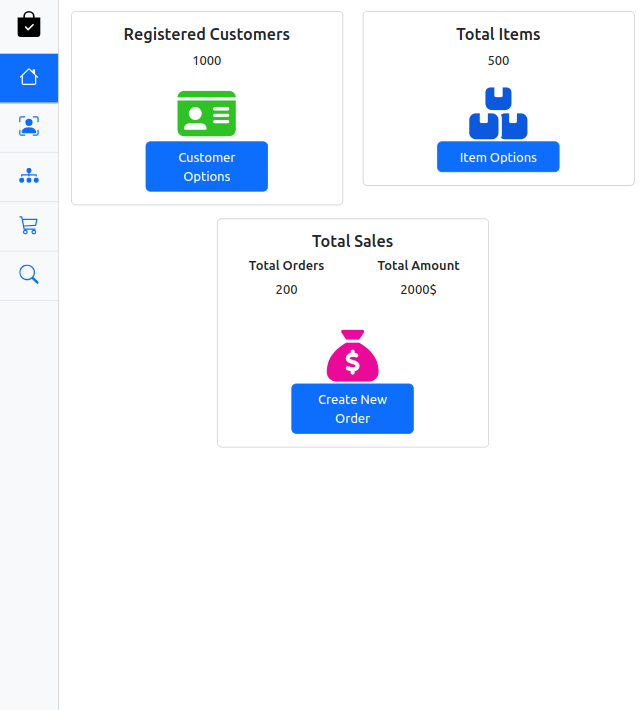 Registered Customers
1000
Customer
Options
Total Items
500
Item Options
Total Sales
Total Orders
Total Amount
200
2000$
$
Create New
Order